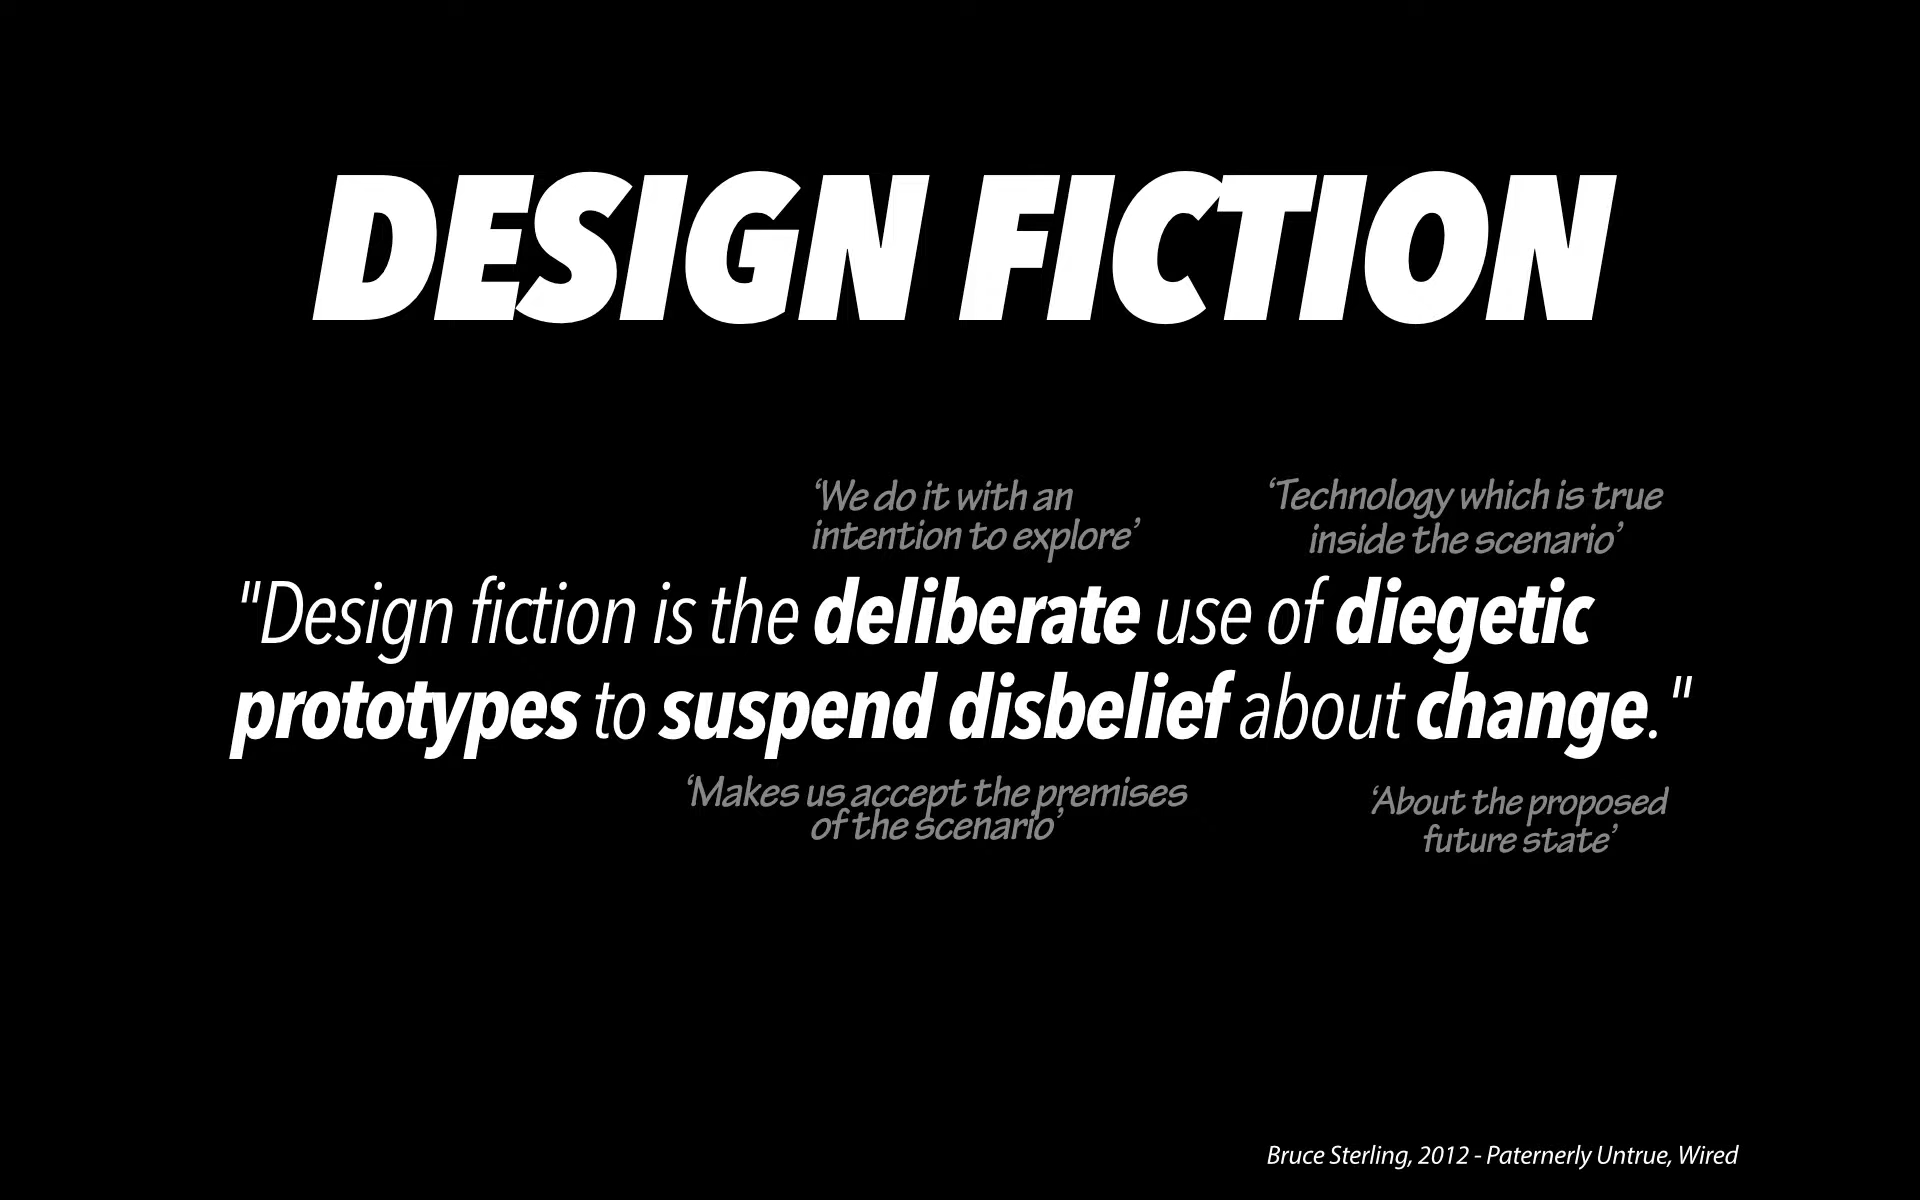 DESIGN FICTION
‘We do it with an
intention to explore’
‘Technology which is true
inside the scenario’
"Design fiction is the deliberate use of diegetic
prototypes to suspend disbelief about change."
‘Makes us accept the premises
of the scenario’
‘About the proposed
future state’
Bruce Sterling, 2012 - Paternerly Untrue, Wired